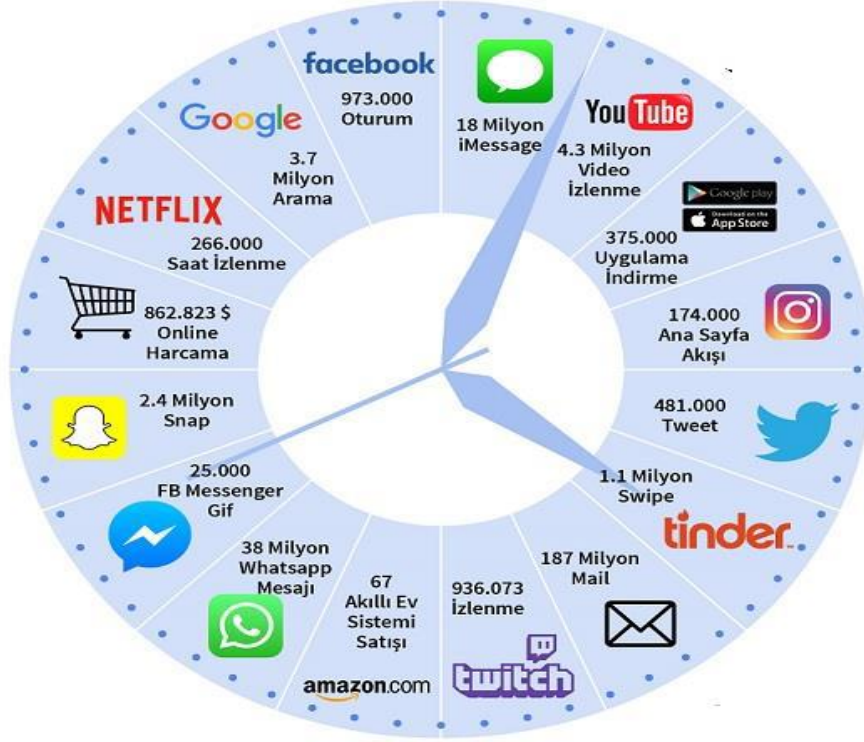 facebook
973.000
Oturum
18 Milyon
iMessage
YouTube
4.3 Milyon
Video
İzlenme
Google play
Download on the
App Store
375.000
Uygulama
İndirme
174.000
Ana Sayfa
Akışı
481.000
Tweet
1.1 Milyon
Swipe
tinder
187 Milyon
Mail
936.073
İzlenme
twitch
67
Akıllı Ev
Sistemi
Satışı
amazon.com
38 Milyon
Whatsapp
Mesajı
25.000
FB Messenger
Gif
2.4 Milyon
Snap
862.823 $
Online
Harcama
NETFLIX
266.000
Saat İzlenme
Google
3.7
Milyon
Arama